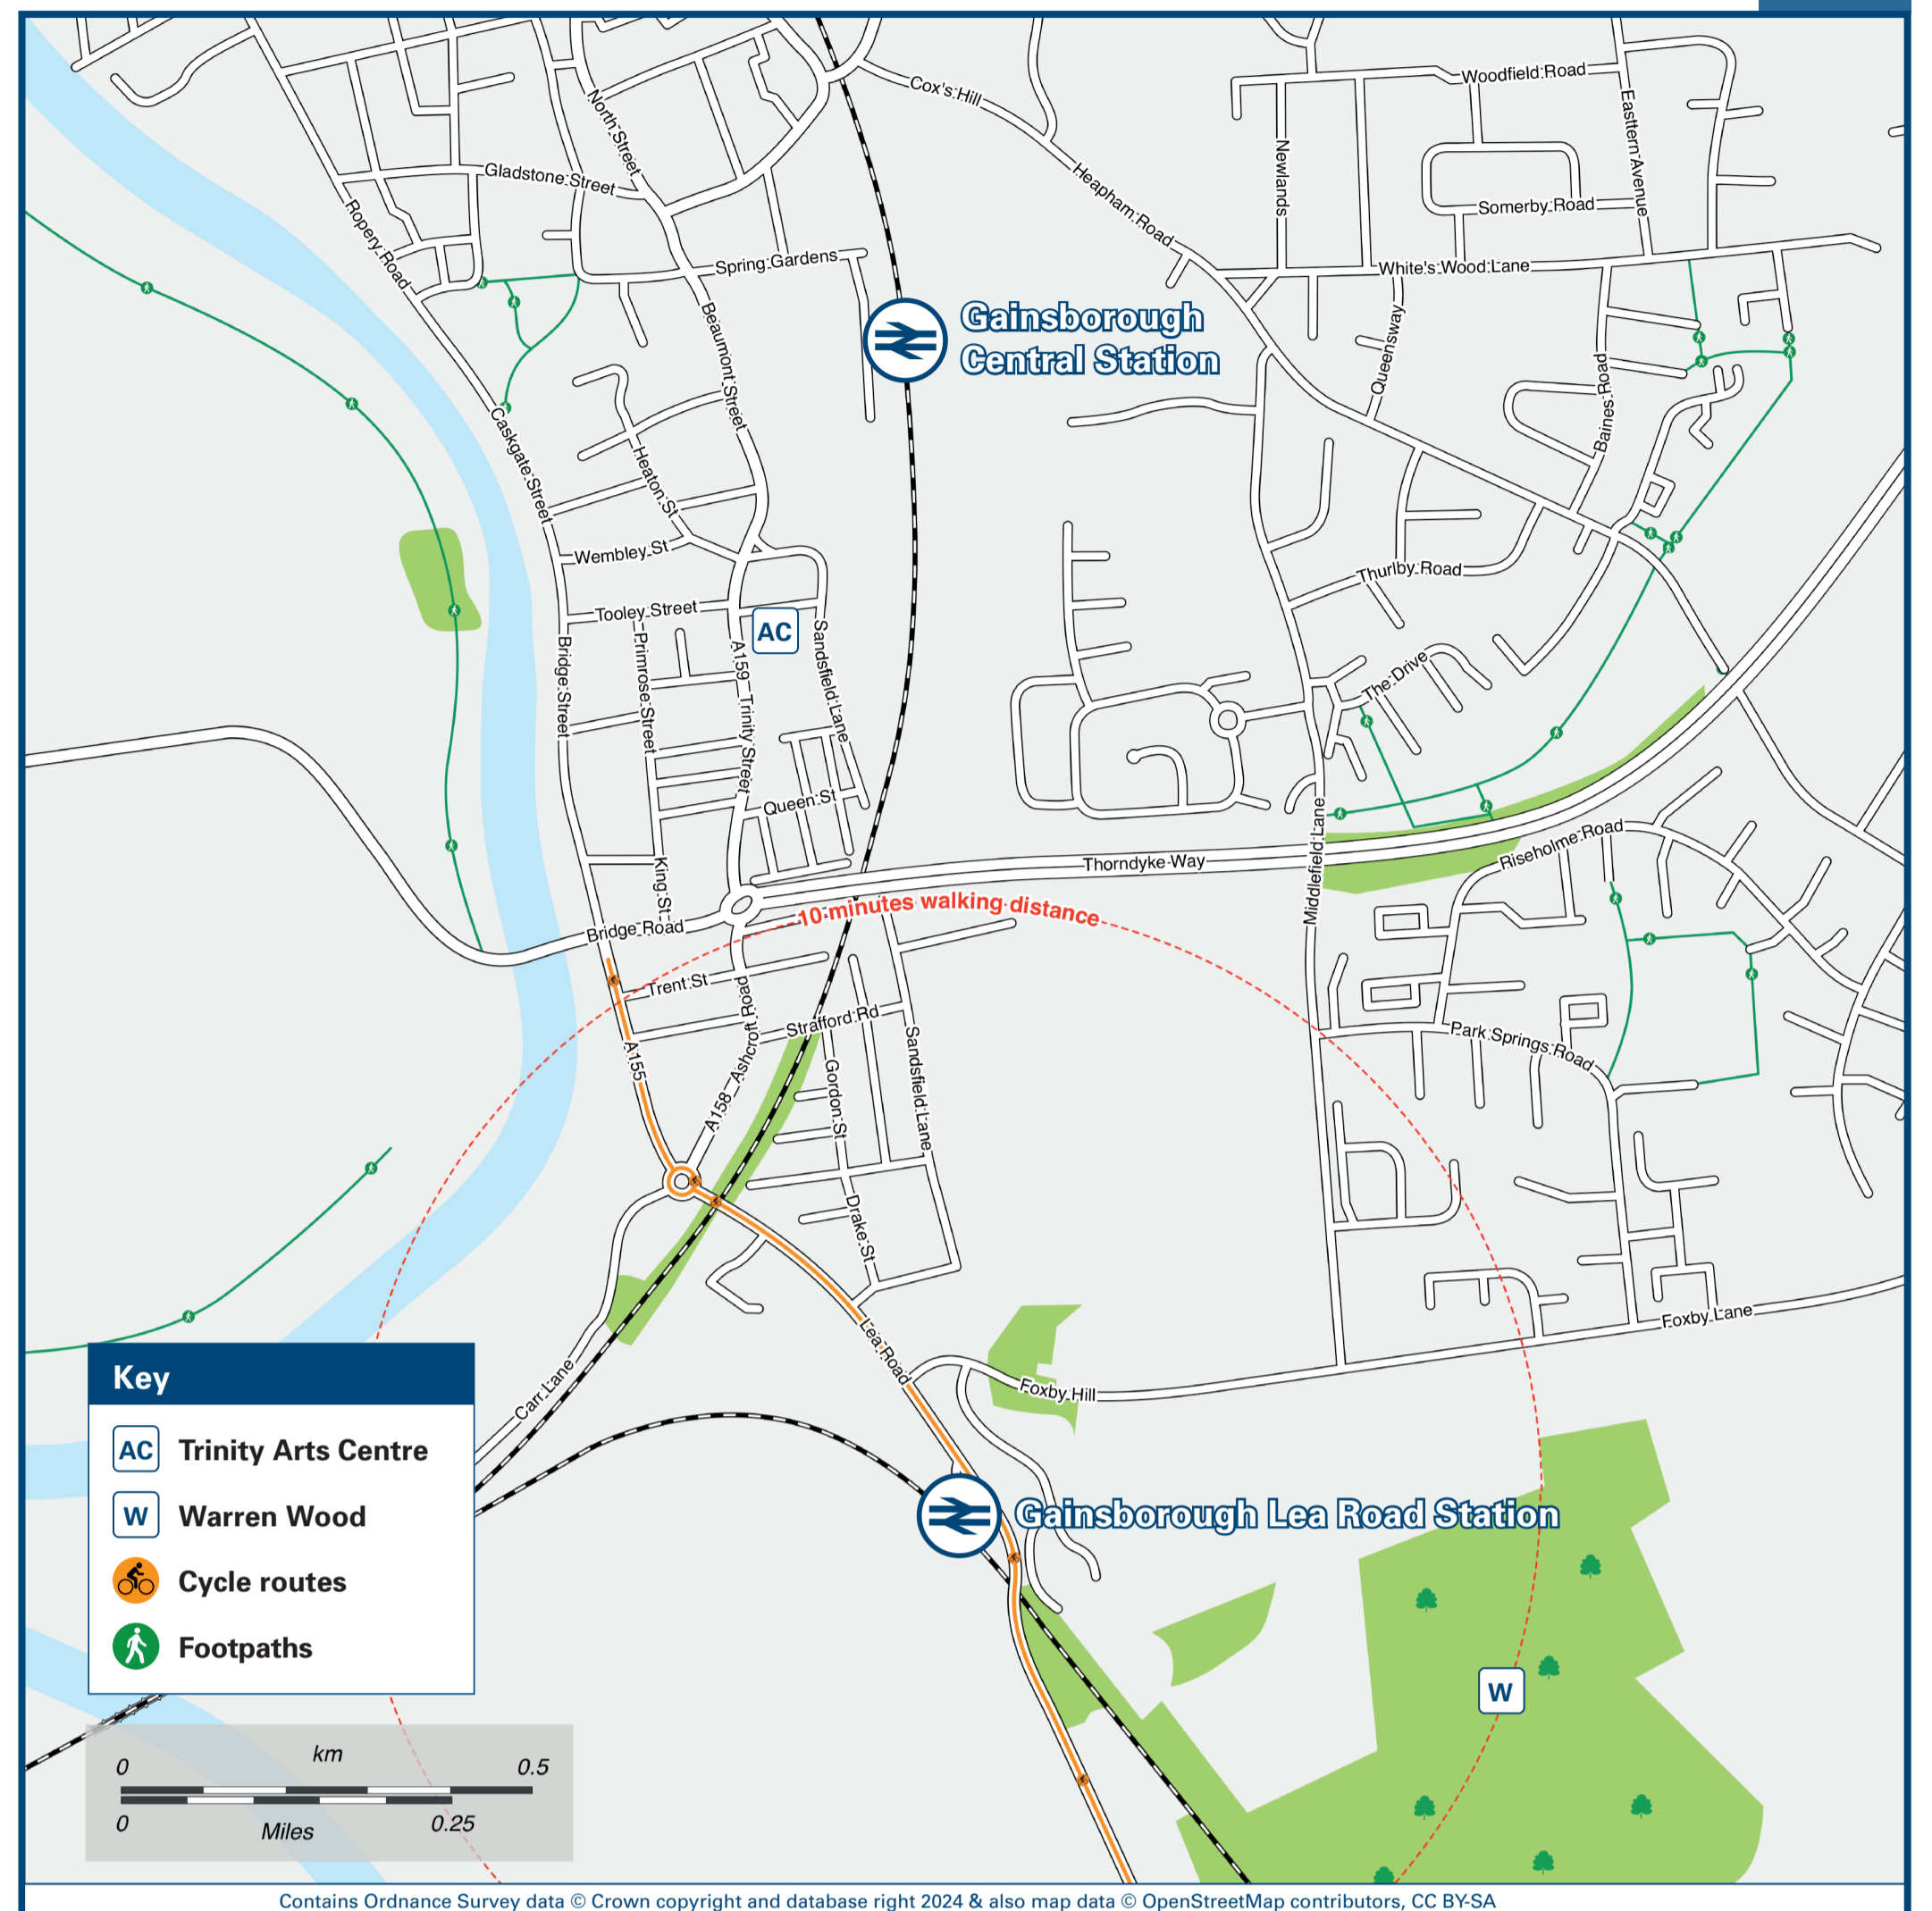 Cox's Hill
Woodfield Road
North Street
Easttern Avenue
Newlands
Gladstone Street
Heapham Road
Somerby Road
Ropery Road
Spring Gardens
White's Wood Lane
Gainsborough
Central Station
Beaumont Street
Queensway
Baines Road
Caskgate Street
Heaton St
Wembley St
Thurlby Road
Tooley Street
AC
Primrose Street
Bridge Street
A159 Trinity Street
Sandsfield Lane
The Drive
Queen St
Middlefield Lane
Riseholme Road
Thorndyke Way
King St
10 minutes walking distance
Bridge Road
Trent St
Strafford Rd
Park Springs Road
A155
A158 Ashcroft Road
Gordon St
Sandsfield Lane
Drake St
Foxby Lane
Lea Road
Foxby Hill
Carr Lane
Gainsborough Lea Road Station
W
Key
AC Trinity Arts Centre
W Warren Wood
Cycle routes
Footpaths
km
0 0.5
0 0.25
Miles
Contains Ordnance Survey data © Crown copyright and database right 2024 & also map data © OpenStreetMap contributors, CC BY-SA